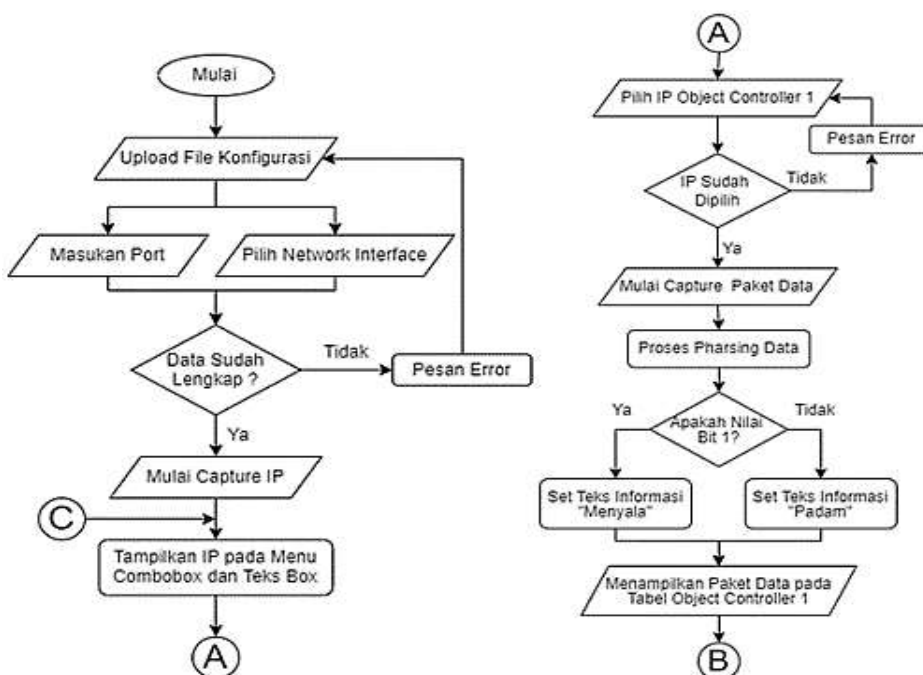 Mulai
Upload File Konfigurasi
Masukan Port
Pilih Network Interface
Data Sudah
Lengkap ?
Tidak
Pesan Error
Ya
Mulai Capture IP
C
Tampilkan IP pada Menu
Combobox dan Teks Box
A
A
Pilih IP Object Controller 1
Pesan Error
IP Sudah
Dipilih
Tidak
Ya
Mulai Capture Paket Data
Proses Pharsing Data
Ya
Apakah Nilai
Bit 1?
Tidak
Set Teks Informasi
"Menyala"
Set Teks Informasi
"Padam"
Menampilkan Paket Data pada
Tabel Object Controller 1
B